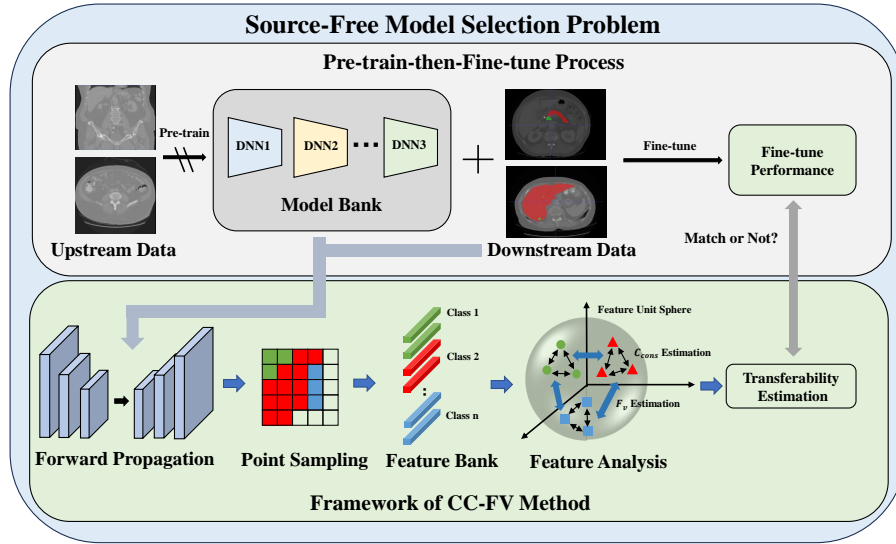 Source-Free Model Selection Problem
Pre-train-then-Fine-tune Process
Pre-train
DNN1
DNN2
DNN3
Model Bank
Upstream Data
Downstream Data
Fine-tune
Fine-tune
Performance
Match or Not?
Class 1
Class 2
:
Class n
Feature Unit Sphere
C_cons Estimation
F_v Estimation
Transferability
Estimation
Forward Propagation
Point Sampling
Feature Bank
Feature Analysis
Framework of CC-FV Method